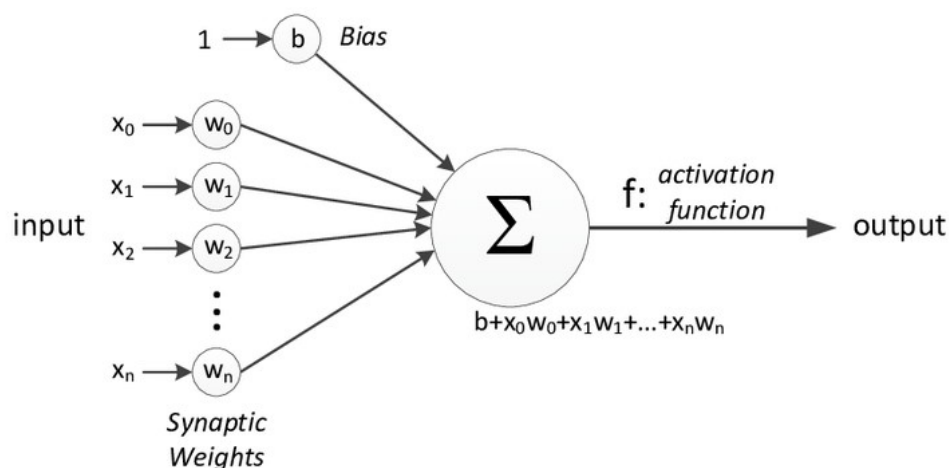 1 b Bias
x₀ w₀
x₁ w₁
f: activation function
input
Σ
output
x₂ w₂
b+x₀w₀+x₁w₁+...+xₙwₙ
xₙ wₙ
Synaptic
Weights